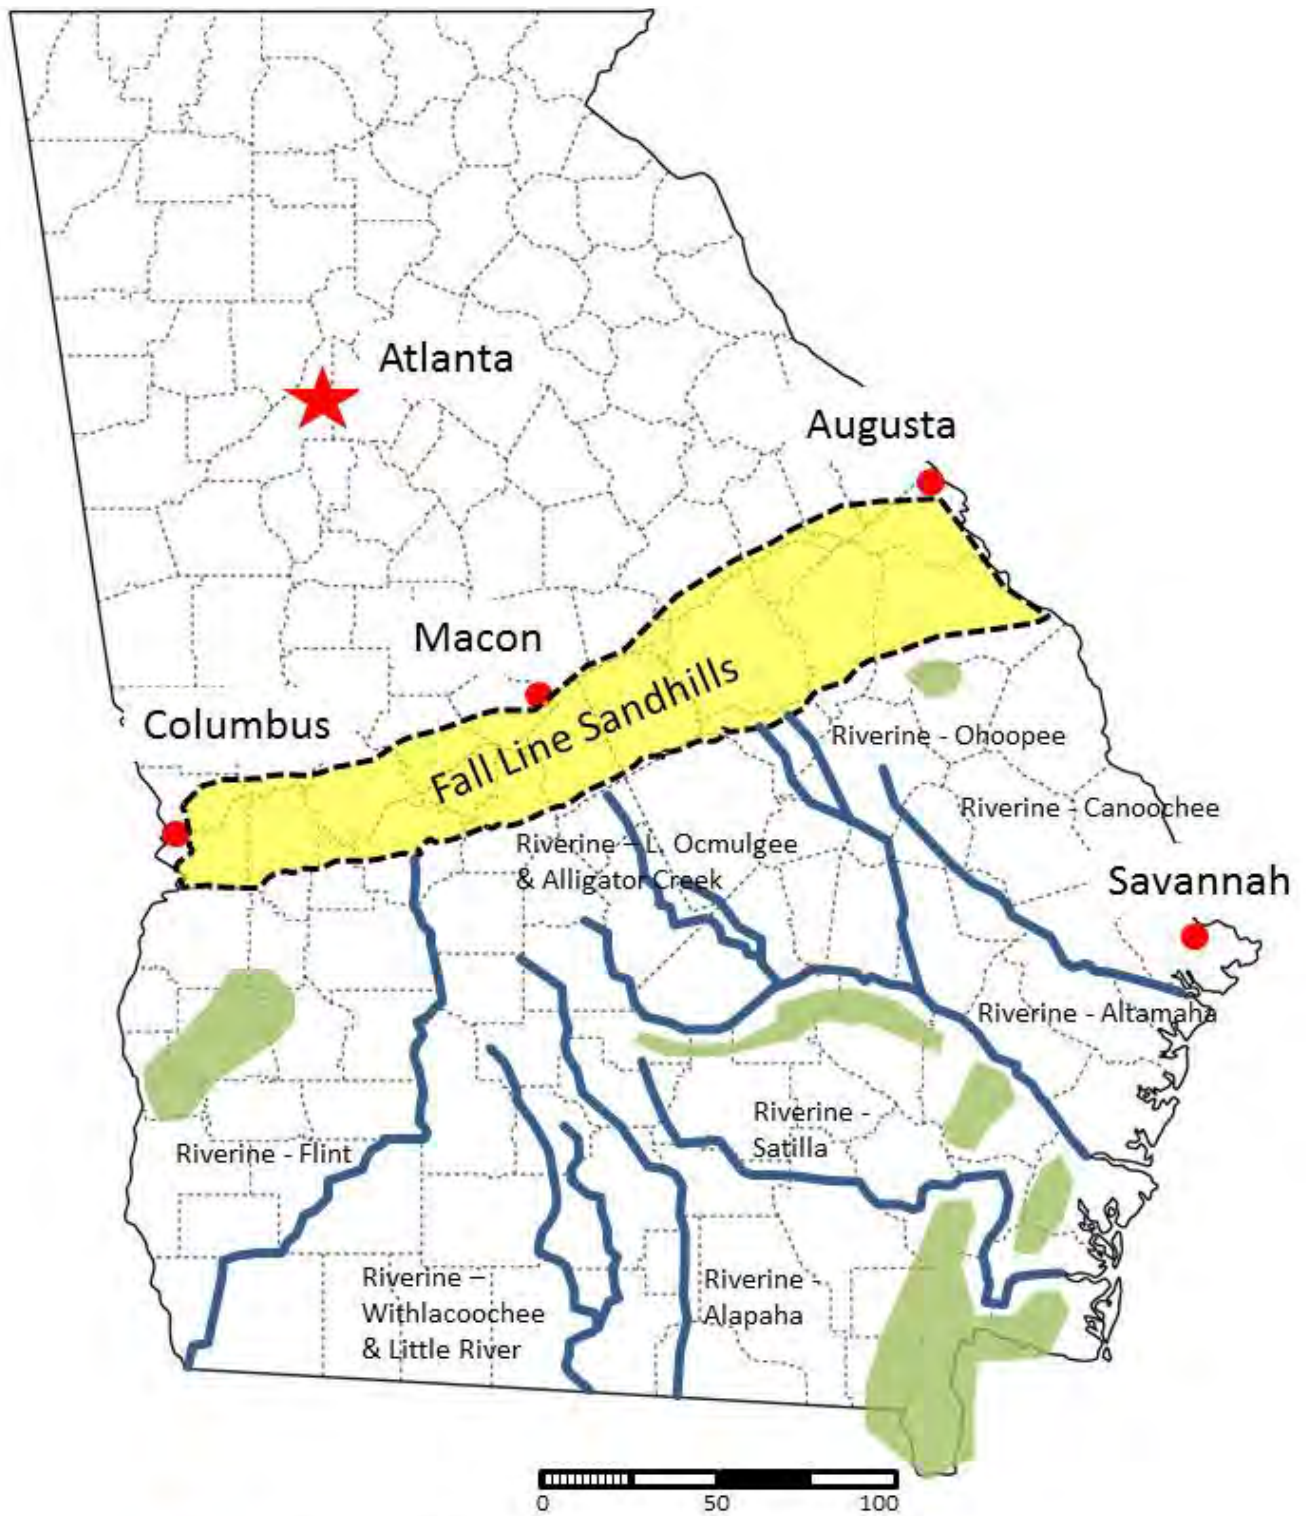 Atlanta
Augusta
Macon
Columbus
Fall Line Sandhills
Riverine - Ohoopee
Riverine - Canoochee
Riverine – L. Ocmulgee
& Alligator Creek
Savannah
Riverine - Altamaha
Riverine -
Satilla
Riverine - Flint
Riverine –
Withlacoochee
& Little River
Riverine -
Alapaha
0 50 100